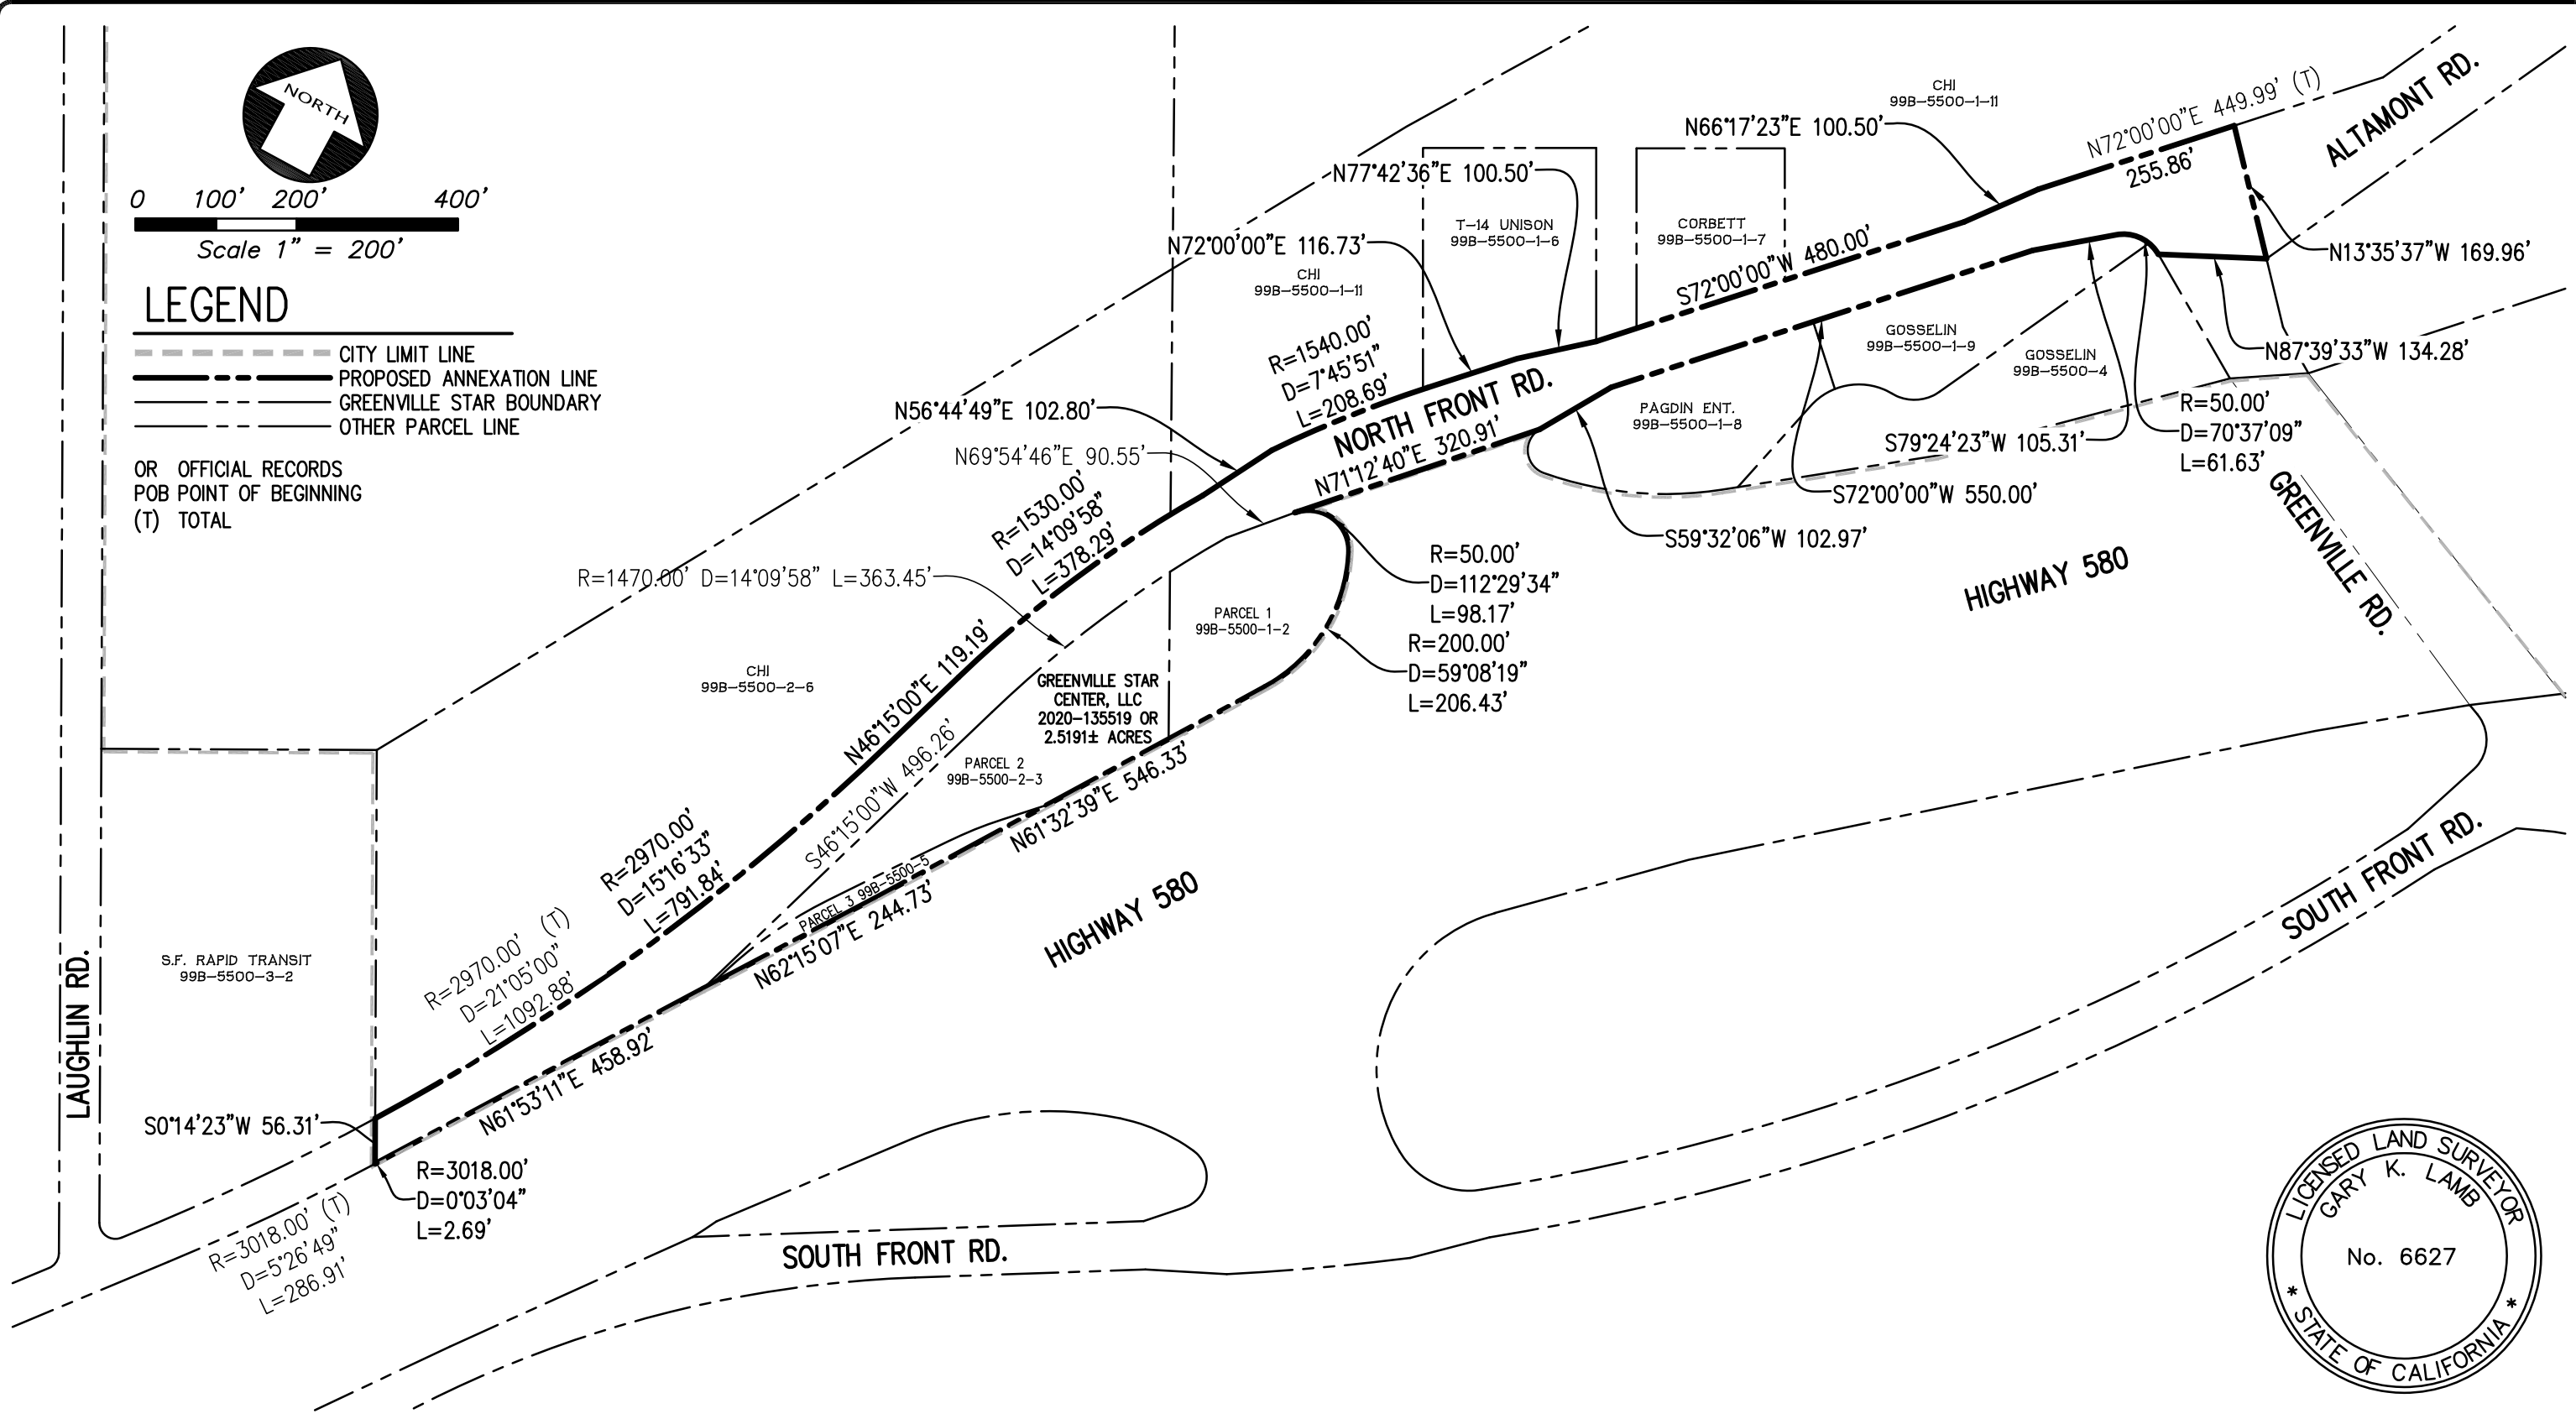 NORTH
0 100' 200' 400'
Scale 1" = 200'
LEGEND
CITY LIMIT LINE
PROPOSED ANNEXATION LINE
GREENVILLE STAR BOUNDARY
OTHER PARCEL LINE
OR OFFICIAL RECORDS
POB POINT OF BEGINNING
(T) TOTAL
CHI
99B-5500-1-11
N66°17'23"E 100.50'
N72°00'00"E 449.99' (T)
255.86'
ALTAMONT RD.
N77°42'36"E 100.50'
T-14 UNISON
99B-5500-1-6
CORBETT
99B-5500-1-7
N72°00'00"E 116.73'
CHI
99B-5500-1-11
S72°00'00"W 480.00'
N13°35'37"W 169.96'
R=1540.00'
D=7°45'51"
L=208.69'
GOSSELIN
99B-5500-1-9
GOSSELIN
99B-5500-4
N87°39'33"W 134.28'
N56°44'49"E 102.80'
NORTH FRONT RD.
PAGDIN ENT.
99B-5500-1-8
R=50.00'
D=70°37'09"
L=61.63'
N69°54'46"E 90.55'
N71°12'40"E 320.91'
S79°24'23"W 105.31'
S72°00'00"W 550.00'
S59°32'06"W 102.97'
GREENVILLE RD.
R=1530.00'
D=14°09'58"
L=378.29'
R=50.00'
D=112°29'34"
L=98.17'
R=200.00'
D=59°08'19"
L=206.43'
HIGHWAY 580
R=1470.00' D=14°09'58" L=363.45'
PARCEL 1
99B-5500-1-2
CHI
99B-5500-2-6
N46°15'00"E 119.19'
GREENVILLE STAR
CENTER, LLC
2020-135519 OR
2.5191± ACRES
S46°15'00"W 496.26'
PARCEL 2
99B-5500-2-3
N61°32'39"E 546.33'
R=2970.00'
D=15°16'33"
L=791.84'
PARCEL 3 99B-5500-5
N62°15'07"E 244.73'
HIGHWAY 580
SOUTH FRONT RD.
R=2970.00' (T)
D=21°05'00"
L=1092.88'
S.F. RAPID TRANSIT
99B-5500-3-2
LAUGHLIN RD.
N61°53'11"E 458.92'
S0°14'23"W 56.31'
R=3018.00'
D=0°03'04"
L=2.69'
R=3018.00' (T)
D=5°26'49"
L=286.91'
SOUTH FRONT RD.
LICENSED LAND SURVEYOR
GARY K. LAMB
No. 6627
* STATE OF CALIFORNIA *